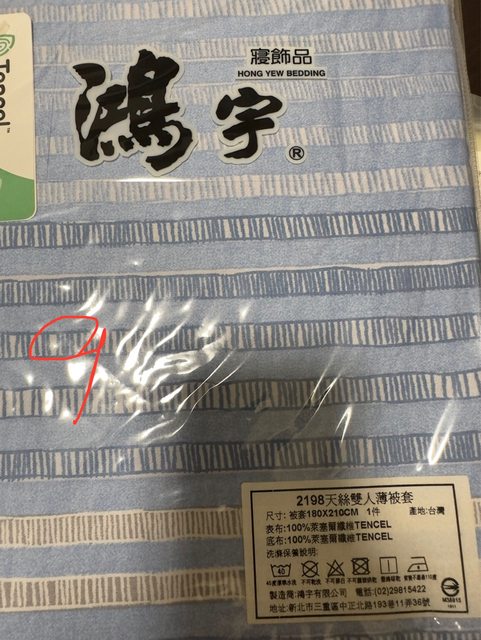 Tencel™
寢飾品
HONG YEW BEDDING
鴻宇®
2198天絲雙人薄被套
尺寸: 被套180X210CM 1件 產地:台灣
表布:100%萊塞爾纖維TENCEL
底布:100%萊塞爾纖維TENCEL
洗滌保養說明:
40
製造商:鴻宇有限公司 電話:(02)29815422
地址:新北市三重區中正北路193巷11弄36號